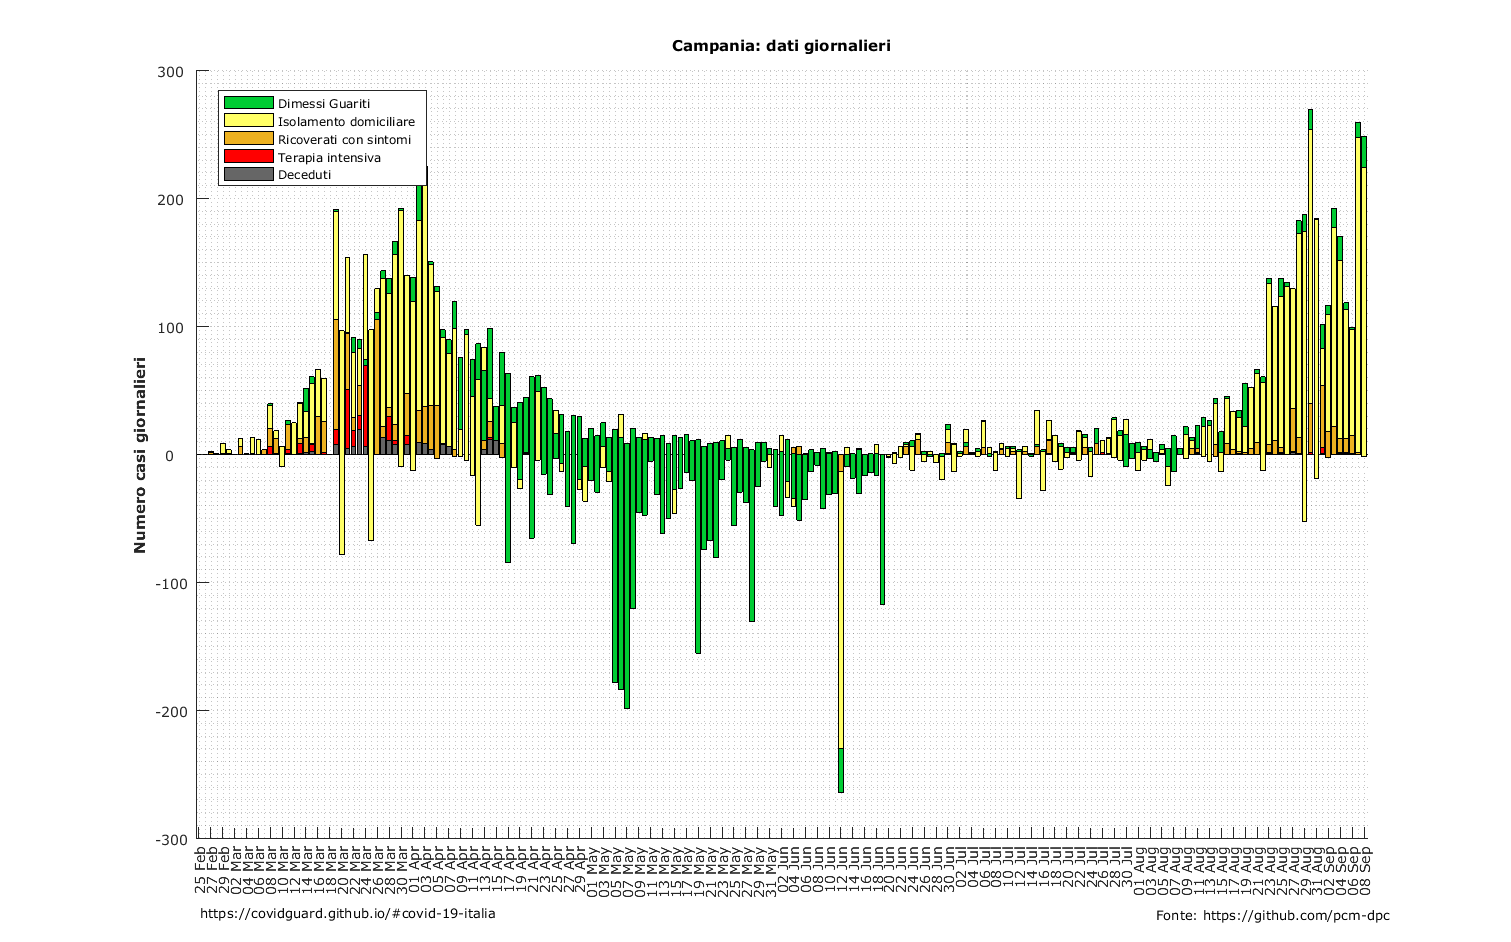 Campania: dati giornalieri
300
200
100
0
-100
-200
-300
Numero casi giornalieri
Dimessi Guariti
Isolamento domiciliare
Ricoverati con sintomi
Terapia intensiva
Deceduti
25 Feb
27 Feb
29 Feb
02 Mar
04 Mar
06 Mar
08 Mar
10 Mar
12 Mar
14 Mar
16 Mar
18 Mar
20 Mar
22 Mar
24 Mar
26 Mar
28 Mar
30 Mar
01 Apr
03 Apr
05 Apr
07 Apr
09 Apr
11 Apr
13 Apr
15 Apr
17 Apr
19 Apr
21 Apr
23 Apr
25 Apr
27 Apr
29 Apr
01 May
03 May
05 May
07 May
09 May
11 May
13 May
15 May
17 May
19 May
21 May
23 May
25 May
27 May
29 May
31 May
02 Jun
04 Jun
06 Jun
08 Jun
10 Jun
12 Jun
14 Jun
16 Jun
18 Jun
20 Jun
22 Jun
24 Jun
26 Jun
28 Jun
30 Jun
02 Jul
04 Jul
06 Jul
08 Jul
10 Jul
12 Jul
14 Jul
16 Jul
18 Jul
20 Jul
22 Jul
24 Jul
26 Jul
28 Jul
30 Jul
01 Aug
03 Aug
05 Aug
07 Aug
09 Aug
11 Aug
13 Aug
15 Aug
17 Aug
19 Aug
21 Aug
23 Aug
25 Aug
27 Aug
29 Aug
31 Aug
02 Sep
04 Sep
06 Sep
08 Sep
https://covidguard.github.io/#covid-19-italia
Fonte: https://github.com/pcm-dpc